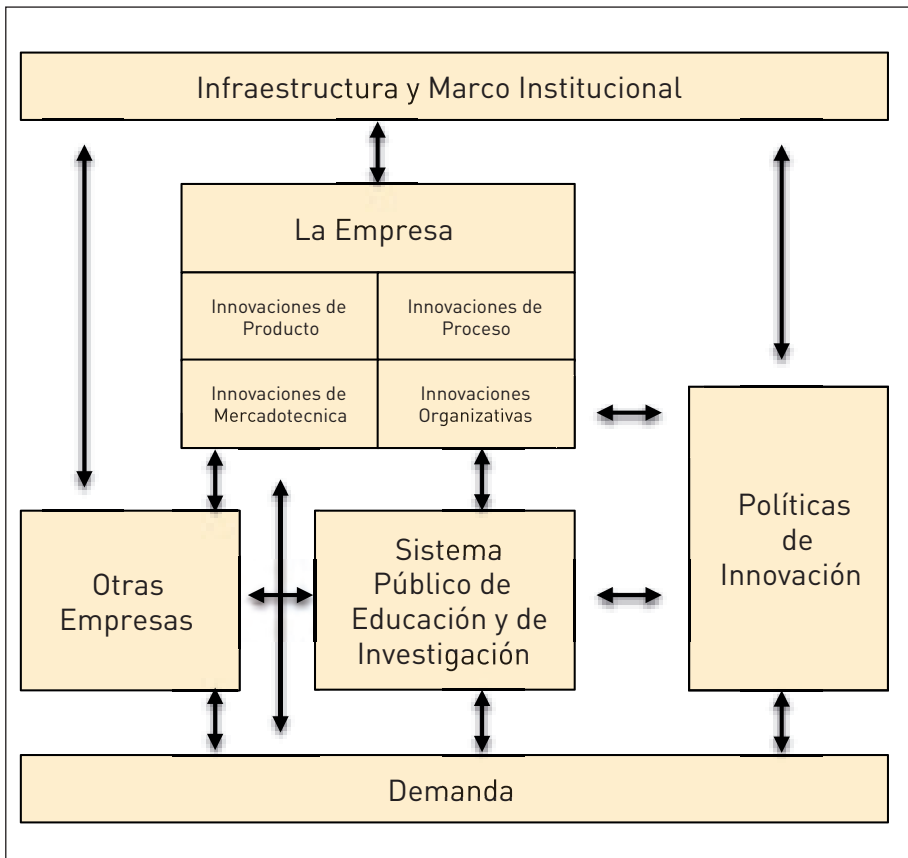 Infraestructura y Marco Institucional
La Empresa
Innovaciones de
Producto
Innovaciones de
Proceso
Innovaciones de
Mercadotecnica
Innovaciones
Organizativas
Otras
Empresas
Sistema
Público de
Educación y de
Investigación
Políticas
de
Innovación
Demanda